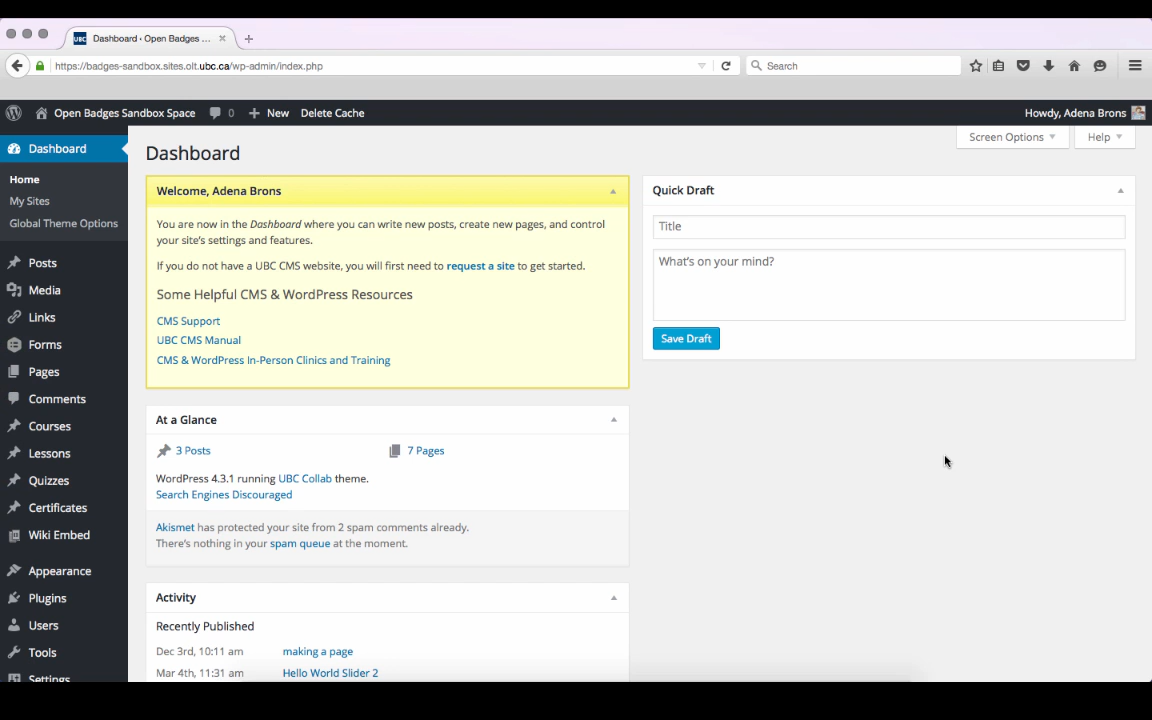 UBC Dashboard ‹ Open Badges ...
https://badges-sandbox.sites.olt.ubc.ca/wp-admin/index.php
Search
Open Badges Sandbox Space 0 New Delete Cache
Howdy, Adena Brons
Screen Options
Help
Dashboard
Home
My Sites
Global Theme Options
Posts
Media
Links
Forms
Pages
Comments
Courses
Lessons
Quizzes
Certificates
Wiki Embed
Appearance
Plugins
Users
Tools
Settings
Dashboard
Welcome, Adena Brons
You are now in the Dashboard where you can write new posts, create new pages, and control
your site's settings and features.
If you do not have a UBC CMS website, you will first need to request a site to get started.
Some Helpful CMS & WordPress Resources
CMS Support
UBC CMS Manual
CMS & WordPress In-Person Clinics and Training
At a Glance
3 Posts
7 Pages
WordPress 4.3.1 running UBC Collab theme.
Search Engines Discouraged
Akismet has protected your site from 2 spam comments already.
There's nothing in your spam queue at the moment.
Activity
Recently Published
Dec 3rd, 10:11 am making a page
Mar 4th, 11:31 am Hello World Slider 2
Quick Draft
Title
What's on your mind?
Save Draft